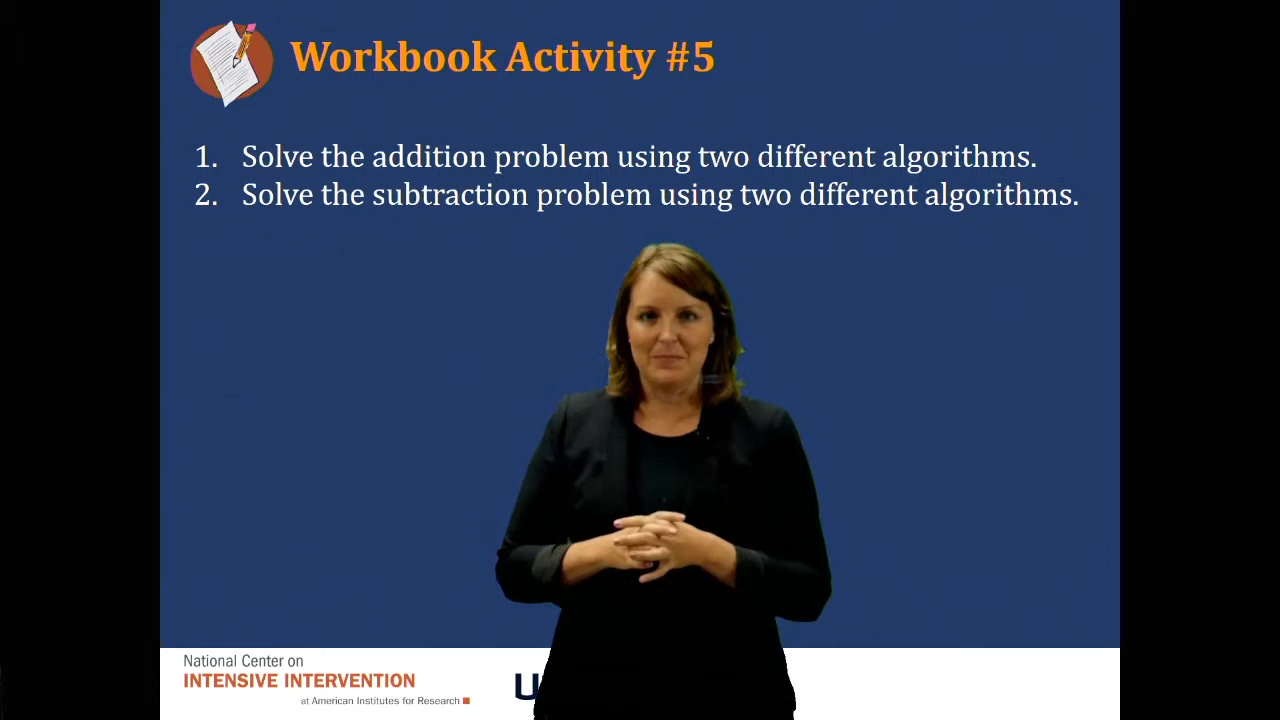 Workbook Activity #5
1. Solve the addition problem using two different algorithms.
2. Solve the subtraction problem using two different algorithms.
National Center on
INTENSIVE INTERVENTION
at American Institutes for Research
U